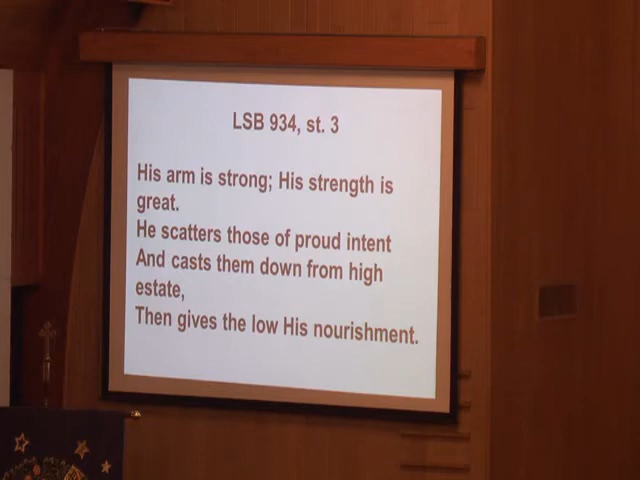 LSB 934, st. 3
His arm is strong; His strength is
great.
He scatters those of proud intent
And casts them down from high
estate,
Then gives the low His nourishment.